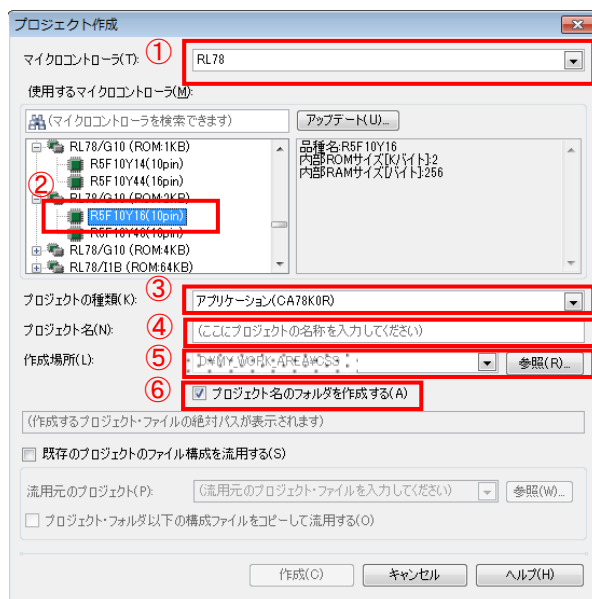 プロジェクト作成
マイクロコントローラ(T): ① RL78
使用するマイクロコントローラ(M):
(マイクロコントローラを検索できます) アップデート(U)...
RL78/G10 (ROM:1KB)
R5F10Y14(10pin)
R5F10Y44(16pin)
② RL78/G10 (ROM:2KB)
R5F10Y16(10pin)
R5F10Y46(16pin)
RL78/G10 (ROM:4KB)
RL78/I1B (ROM:64KB)
品種名:R5F10Y16
内部ROMサイズ[Kバイト]:2
内部RAMサイズ[バイト]:256
プロジェクトの種類(K): ③ アプリケーション(CA78K0R)
プロジェクト名(N): ④ (ここにプロジェクトの名称を入力してください)
作成場所(L): ⑤ D¥MY_WORK_AREA¥CS3 参照(R)...
⑥ プロジェクト名のフォルダを作成する(A)
(作成するプロジェクト・ファイルの絶対パスが表示されます)
既存のプロジェクトのファイル構成を流用する(S)
流用元のプロジェクト(P): (流用元のプロジェクト・ファイルを入力してください) 参照(W)...
プロジェクト・フォルダ以下の構成ファイルをコピーして流用する(O)
作成(C) キャンセル ヘルプ(H)